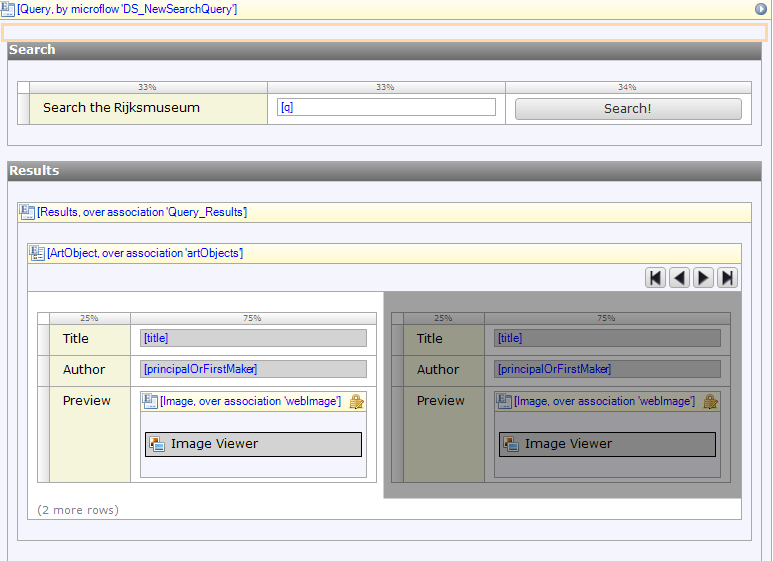 [Query, by microflow 'DS_NewSearchQuery']
Search
33% 33% 34%
Search the Rijksmuseum [q] Search!
Results
[Results, over association 'Query_Results']
[ArtObject, over association 'artObjects']
25% 75% 25% 75%
Title [title] Title [title]
Author [principalOrFirstMaker] Author [principalOrFirstMaker]
Preview [Image, over association 'webImage'] Preview [Image, over association 'webImage']
Image Viewer Image Viewer
(2 more rows)